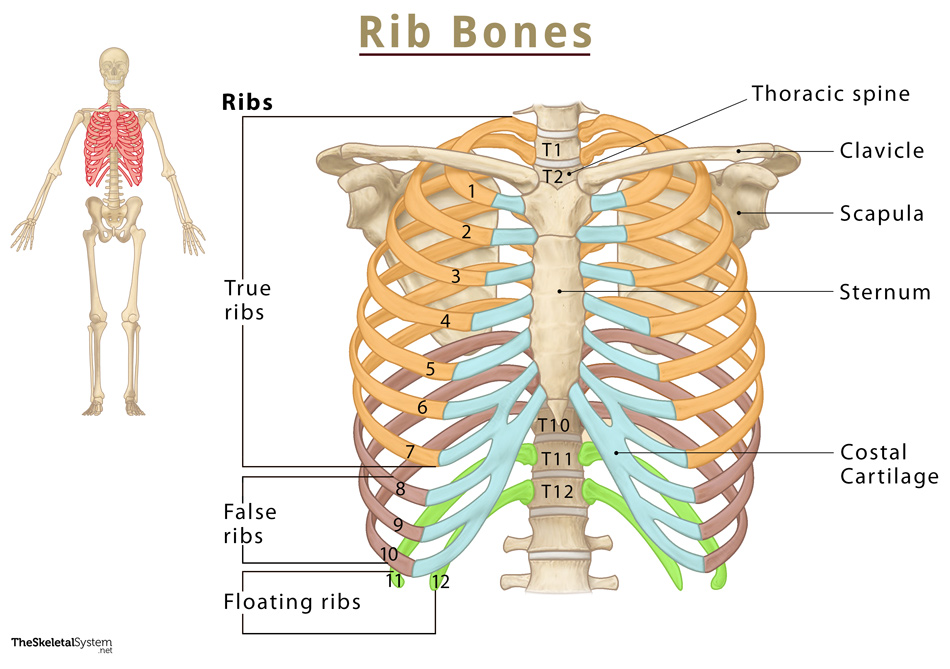 Rib Bones
Ribs
Thoracic spine
T1
Clavicle
T2
1
Scapula
2
3
True
ribs
Sternum
4
5
6
T10
7
T11
Costal
Cartilage
8
T12
False
ribs
9
10
11
12
Floating ribs
TheSkeletalSystem
.net